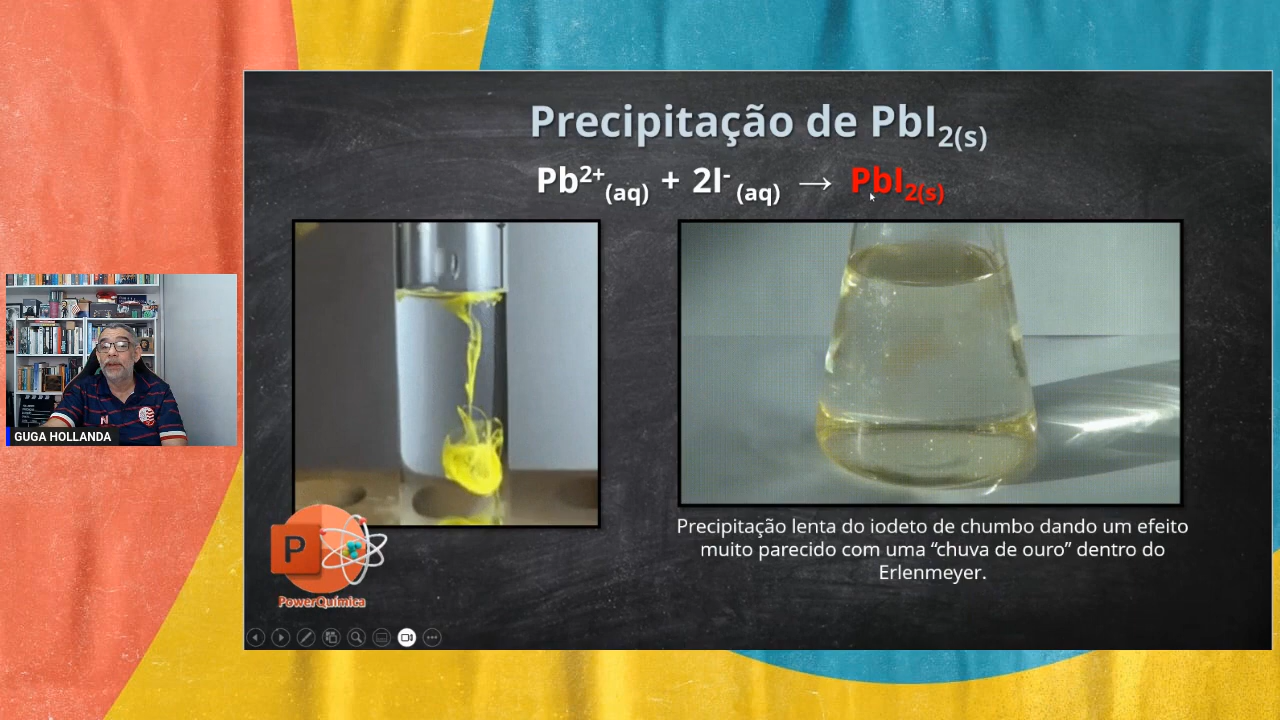 Precipitação de PbI2(s)
Pb2+(aq) + 2I-(aq) → PbI2(s)
GUGA HOLLANDA
P
PowerQuímica
Precipitação lenta do iodeto de chumbo dando um efeito
muito parecido com uma “chuva de ouro” dentro do
Erlenmeyer.